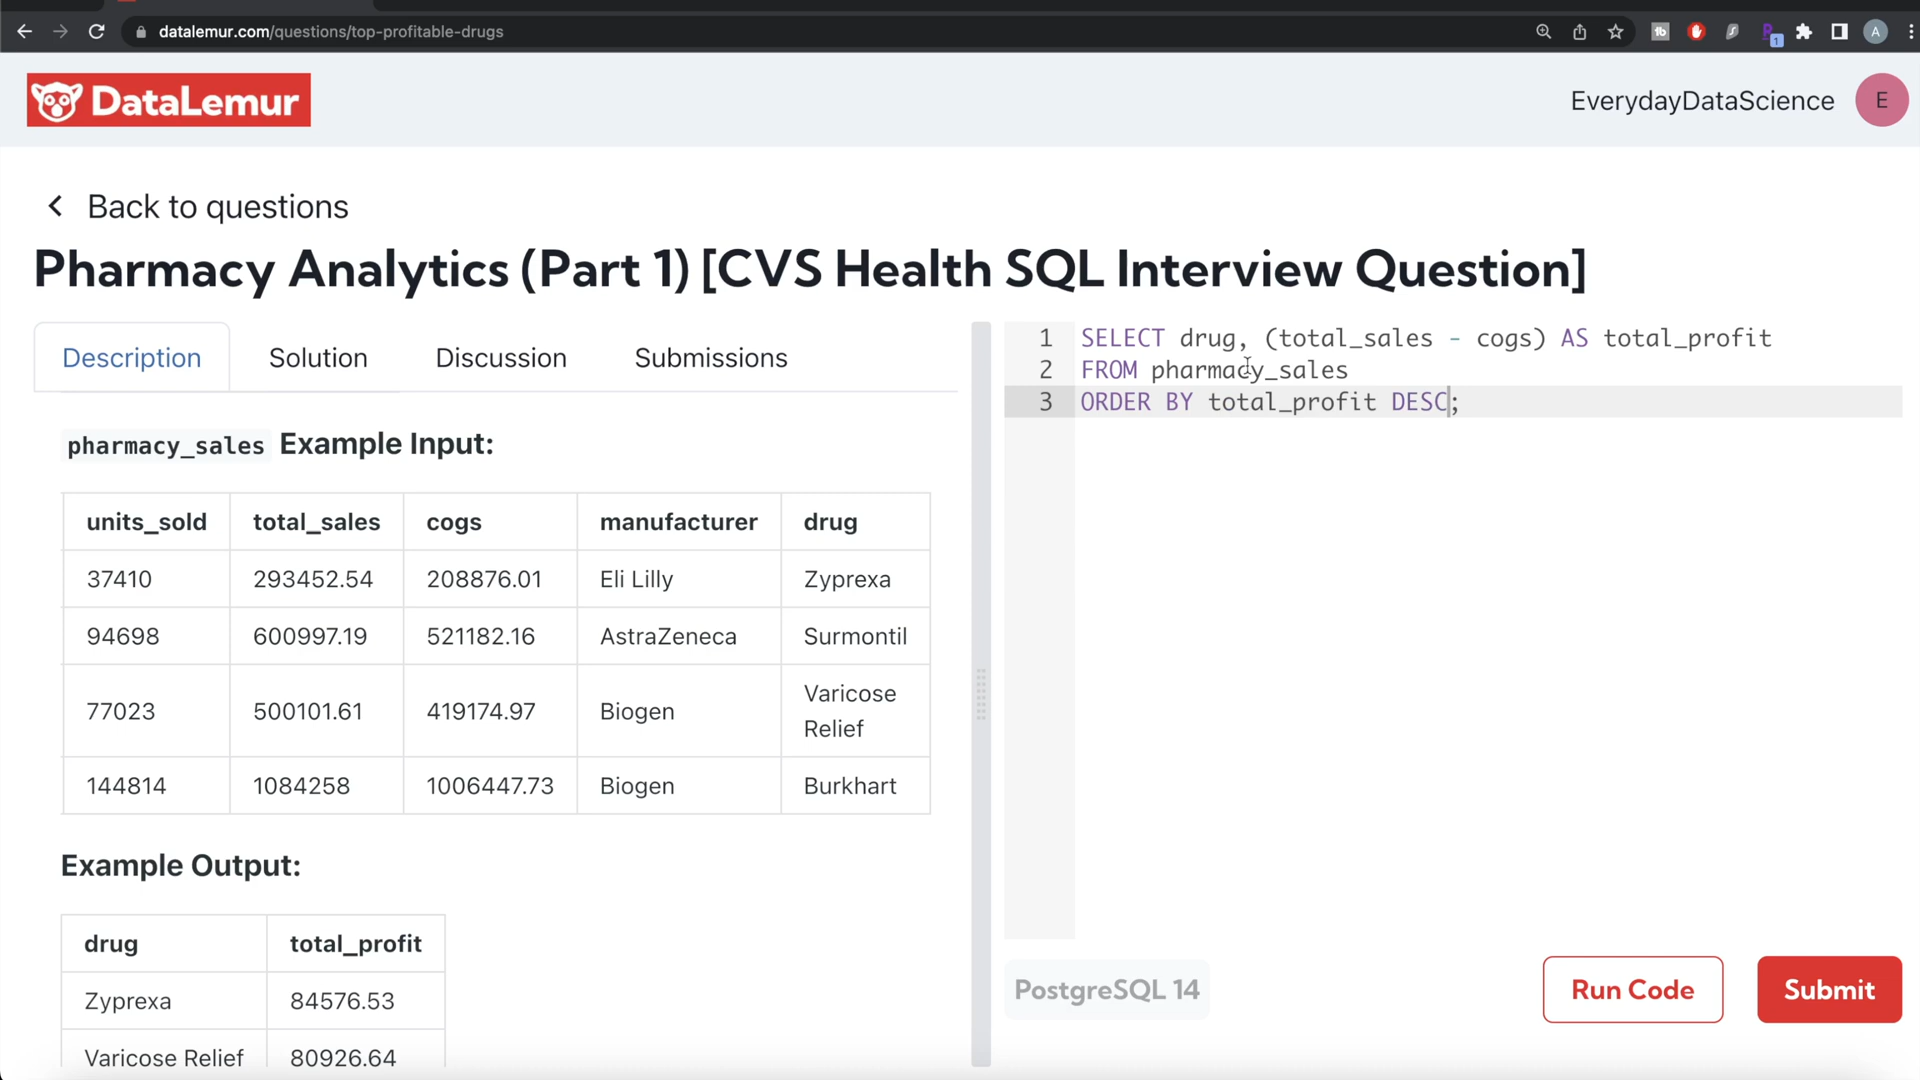 datalemur.com/questions/top-profitable-drugs
1
A
DataLemur
EverydayDataScience
E
Back to questions
Pharmacy Analytics (Part 1) [CVS Health SQL Interview Question]
Description Solution Discussion Submissions
pharmacy_sales Example Input:
units_sold total_sales cogs manufacturer drug
37410 293452.54 208876.01 Eli Lilly Zyprexa
94698 600997.19 521182.16 AstraZeneca Surmontil
77023 500101.61 419174.97 Biogen Varicose
Relief
144814 1084258 1006447.73 Biogen Burkhart
Example Output:
drug total_profit
Zyprexa 84576.53
Varicose Relief 80926.64
1 SELECT drug, (total_sales - cogs) AS total_profit
2 FROM pharmacy_sales
3 ORDER BY total_profit DESC;
PostgreSQL 14
Run Code
Submit